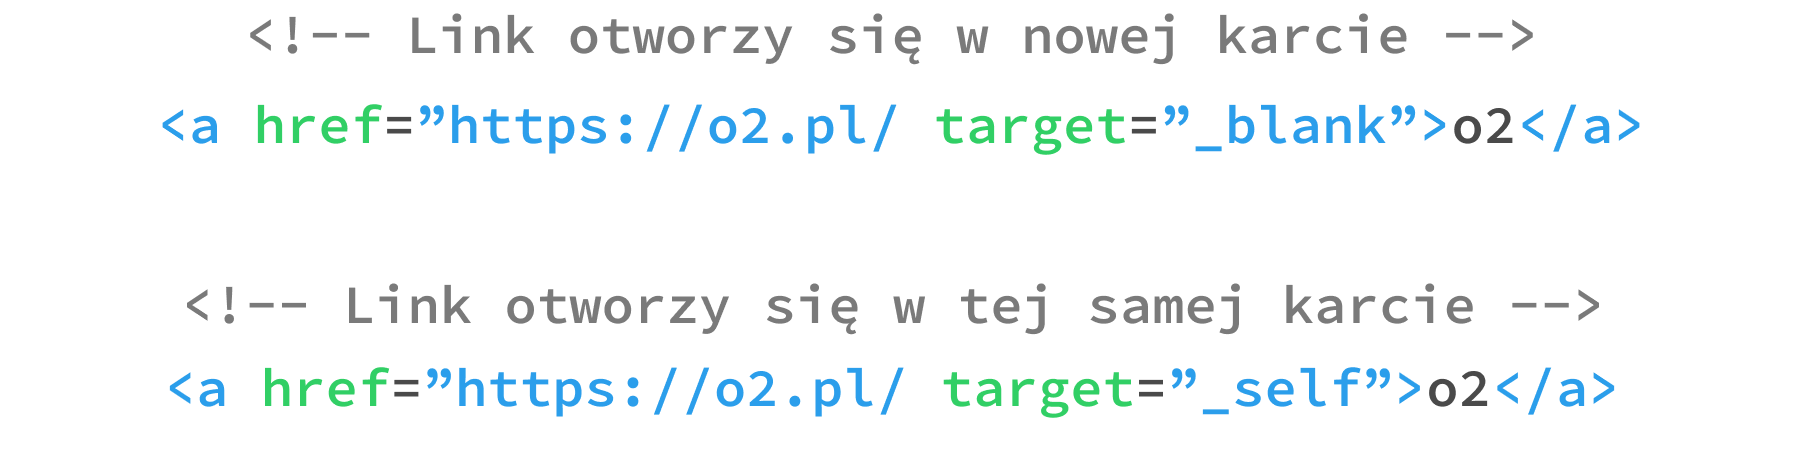 <!-- Link otworzy się w nowej karcie -->
<a href=”https://o2.pl/ target=”_blank”>o2</a>
<!-- Link otworzy się w tej samej karcie -->
<a href=”https://o2.pl/ target=”_self”>o2</a>